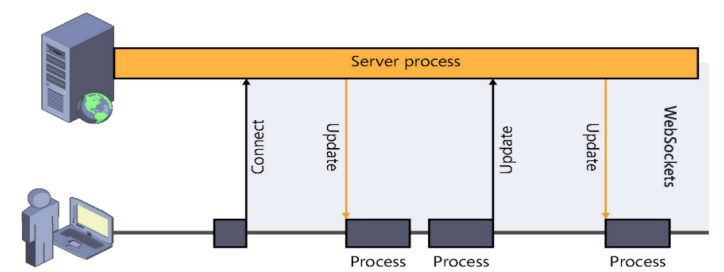 Server process
Connect
Update
Update
Update
WebSockets
Process
Process
Process